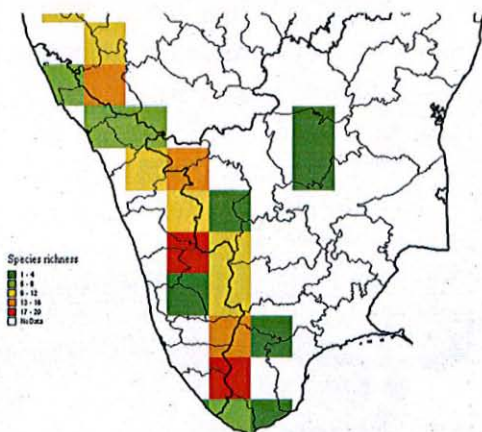 Species richness
1 - 4
5 - 8
9 - 12
13 - 16
17 - 20
No Data